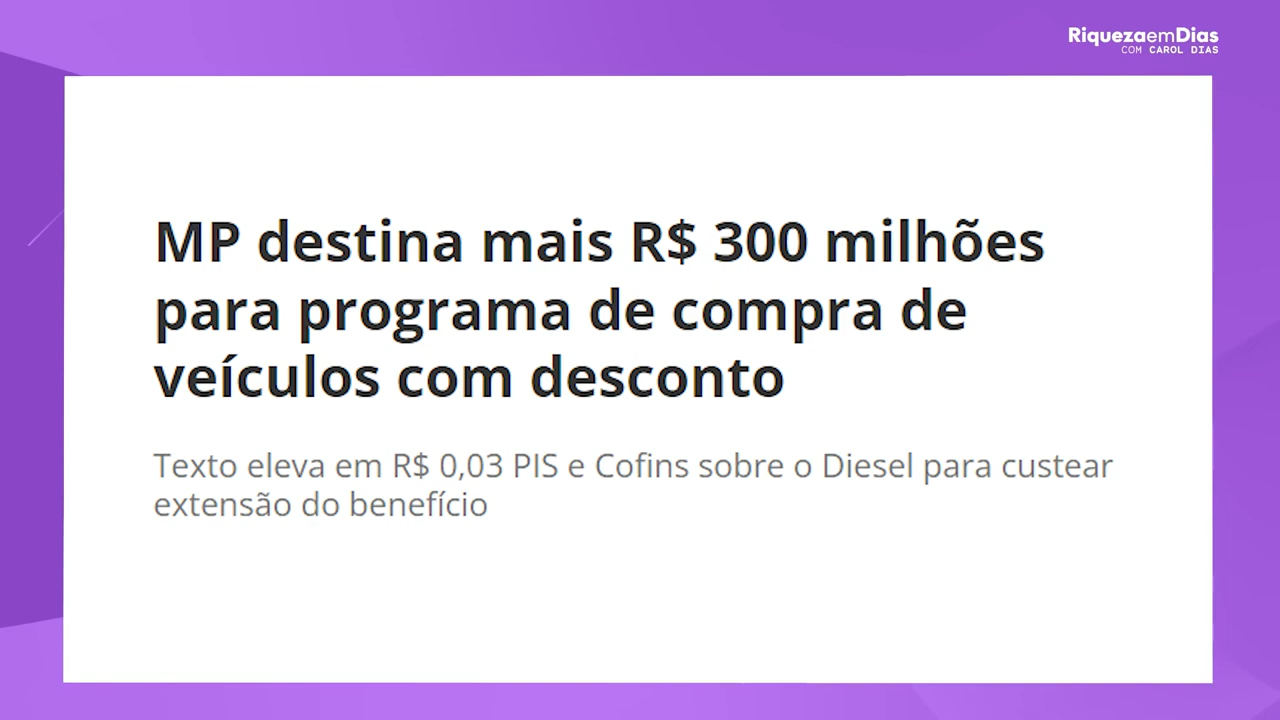 RiquezaemDias
COM CAROL DIAS
MP destina mais R$ 300 milhões
para programa de compra de
veículos com desconto
Texto eleva em R$ 0,03 PIS e Cofins sobre o Diesel para custear
extensão do benefício